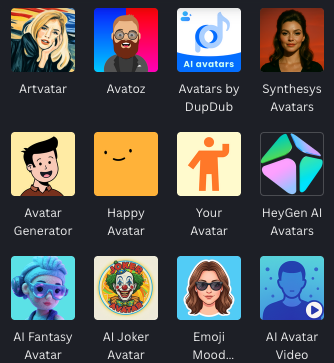 AI avatars
Artvatar
Avatoz
Avatars by
DupDub
Synthesys
Avatars
Avatar
Generator
Happy
Avatar
Your
Avatar
HeyGen AI
Avatars
AI Fantasy
Avatar
AI Joker
Avatar
Emoji
Mood...
AI Avatar
Video